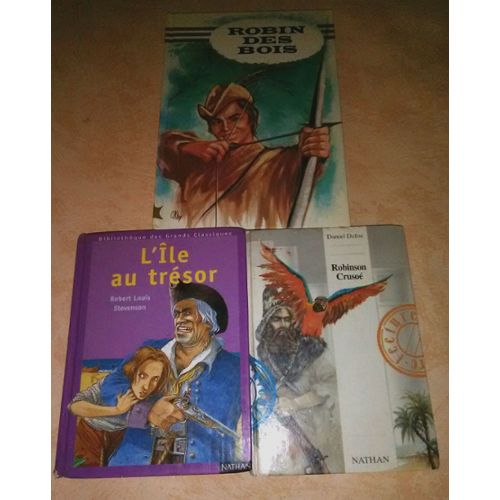 ROBIN
DES
BOIS
Bibliothèque des Grands Classiques
L'Île
au trésor
Robert Louis
Stevenson
NATHAN
Daniel Defoe
Robinson
Crusoé
NATHAN